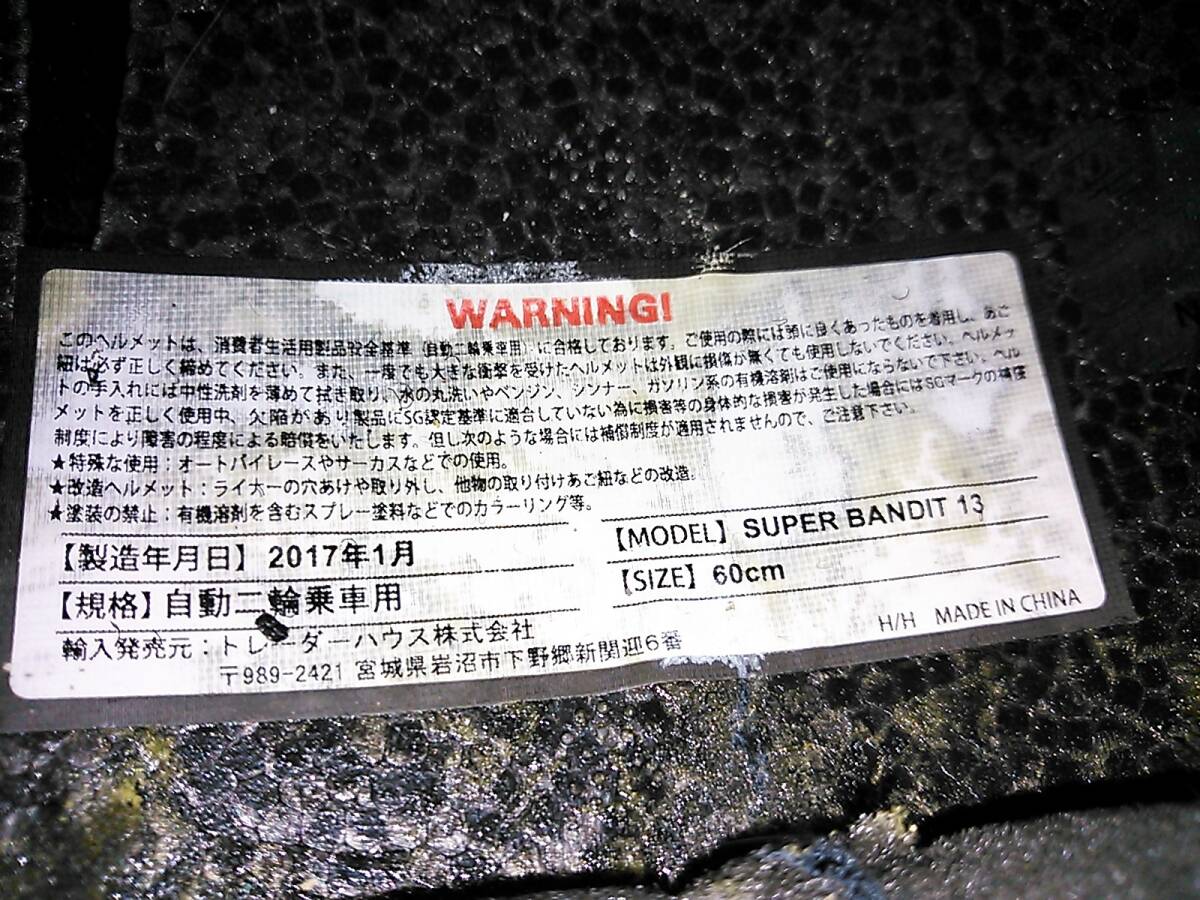 WARNING!
このヘルメットは、消費者生活用製品安全基準（自動二輪乗車用）に合格しております。ご使用の際には頭に良くあったものを着用し、あご
紐は必ず正しく締めてください。また、一度でも大きな衝撃を受けたヘルメットは外観に損傷が無くても使用しないでください。ヘルメッ
トの手入れには中性洗剤を薄めて拭き取り、水の丸洗いやベンジン、シンナー、ガソリン系の有機溶剤はご使用にならないで下さい。ヘル
メットを正しく使用中、欠陥があり製品にSG認定基準に適合していない為に損害等の身体的な損害が発生した場合にはSGマークの補償
制度により障害の程度による賠償をいたします。但し次のような場合には補償制度が適用されませんので、ご注意下さい。
★特殊な使用：オートバイレースやサーカスなどでの使用。
★改造ヘルメット：ライナーの穴あけや取り外し、他物の取り付けあご紐などの改造。
★塗装の禁止：有機溶剤を含むスプレー塗料などでのカラーリング等。
【製造年月日】2017年1月
【規格】自動二輪乗車用
輸入発売元：トレーダーハウス株式会社
〒989-2421 宮城県岩沼市下野郷新関迎6番
【MODEL】SUPER BANDIT 13
【SIZE】60cm
H/H MADE IN CHINA